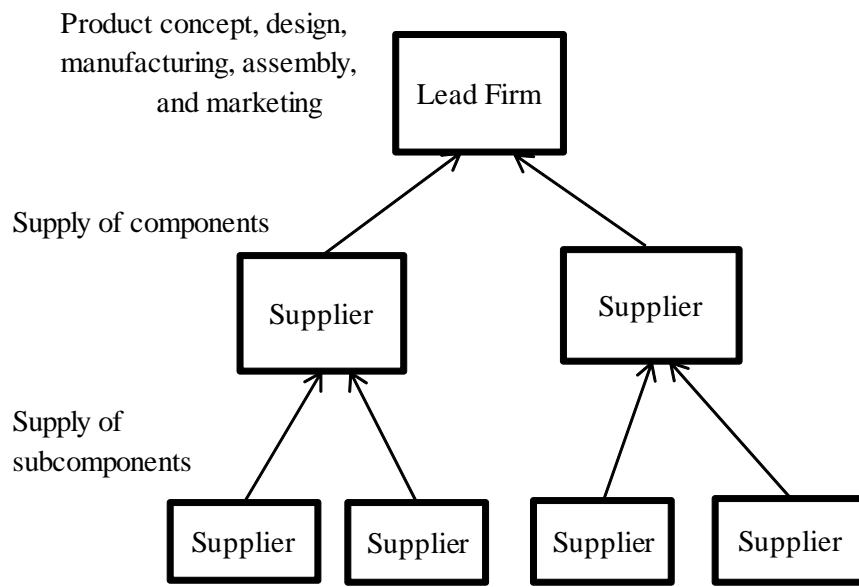 Product concept, design,
manufacturing, assembly,
and marketing
Lead Firm
Supply of components
Supplier
Supplier
Supply of
subcomponents
Supplier
Supplier
Supplier
Supplier